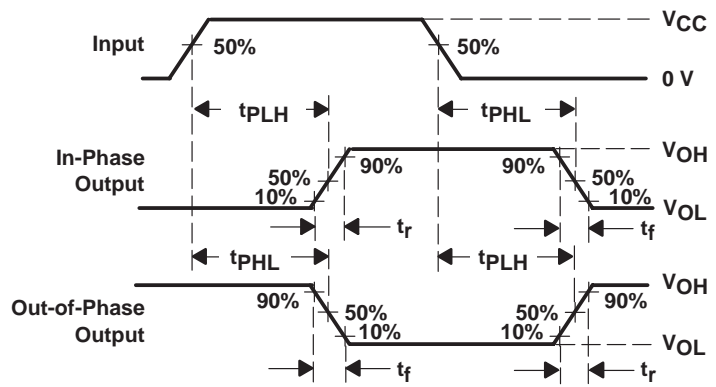 VCC
Input
50%
50%
0 V
tPLH
tPHL
In-Phase
Output
90%
90%
VOH
50%
50%
10%
10%
VOL
tr
tf
tPHL
tPLH
Out-of-Phase
Output
90%
90%
VOH
50%
50%
10%
10%
VOL
tf
tr